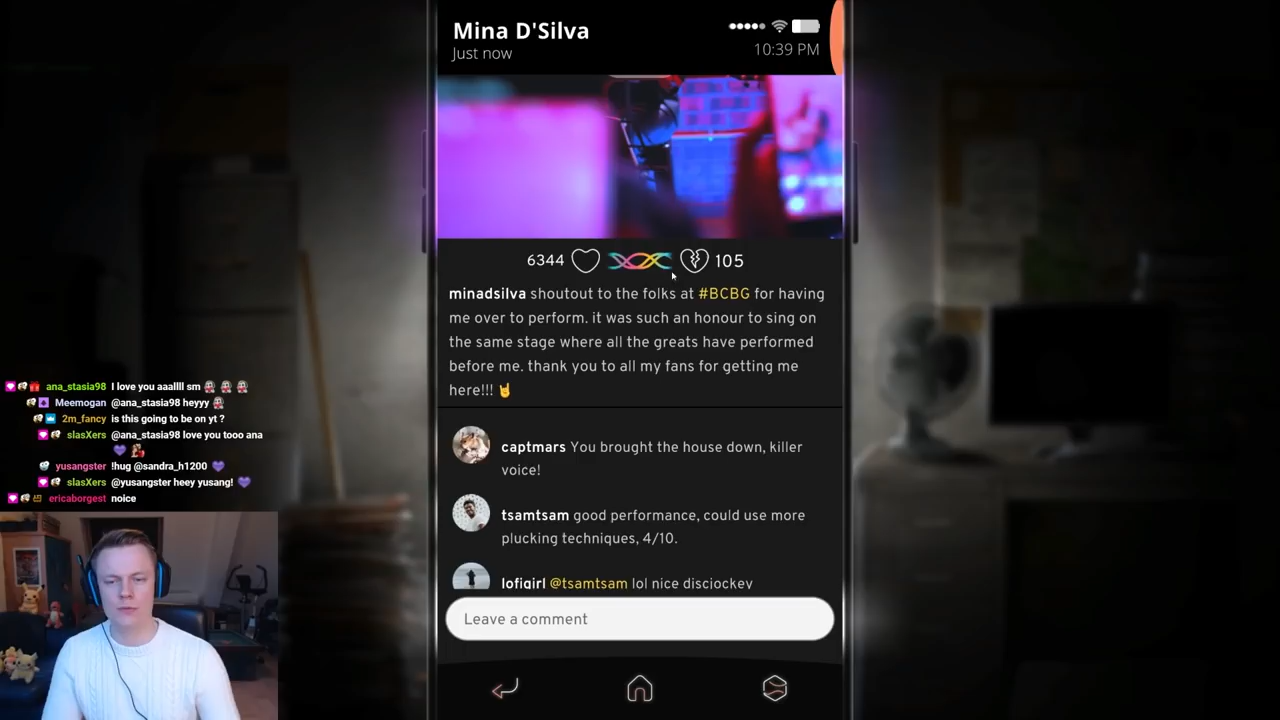 Mina D'Silva
Just now
10:39 PM
6344
105
minadsilva shoutout to the folks at #BCBG for having
me over to perform. it was such an honour to sing on
the same stage where all the greats have performed
before me. thank you to all my fans for getting me
here!!! 🤘
captmars You brought the house down, killer
voice!
tsamtsam good performance, could use more
plucking techniques, 4/10.
lofigirl @tsamtsam lol nice discjockey
Leave a comment
ana_stasia98 I love you aaallll sm
Meemogan @ana_stasia98 heyyy
2m_fancy is this going to be on yt ?
slasXers @ana_stasia98 love you tooo ana
💜
yusangster !hug @sandra_h1200 💜
slasXers @yusangster heey yusang! 💜
ericaborgest noice